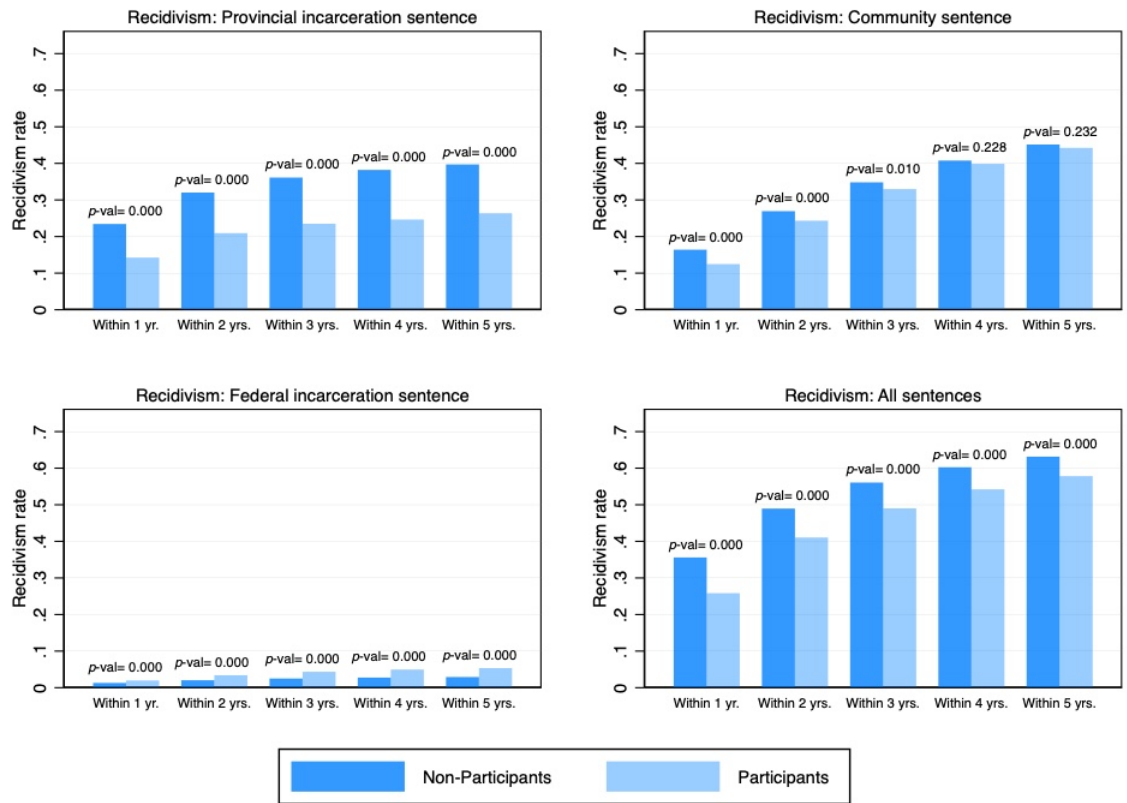 Recidivism: Provincial incarceration sentence
Recidivism rate
.7
.6
.5
.4
.3
.2
.1
0
p-val= 0.000
p-val= 0.000
p-val= 0.000
p-val= 0.000
p-val= 0.000
Within 1 yr. Within 2 yrs. Within 3 yrs. Within 4 yrs. Within 5 yrs.
Recidivism: Community sentence
Recidivism rate
.7
.6
.5
.4
.3
.2
.1
0
p-val= 0.000
p-val= 0.000
p-val= 0.010
p-val= 0.228
p-val= 0.232
Within 1 yr. Within 2 yrs. Within 3 yrs. Within 4 yrs. Within 5 yrs.
Recidivism: Federal incarceration sentence
Recidivism rate
.7
.6
.5
.4
.3
.2
.1
0
p-val= 0.000
p-val= 0.000
p-val= 0.000
p-val= 0.000
p-val= 0.000
Within 1 yr. Within 2 yrs. Within 3 yrs. Within 4 yrs. Within 5 yrs.
Recidivism: All sentences
Recidivism rate
.7
.6
.5
.4
.3
.2
.1
0
p-val= 0.000
p-val= 0.000
p-val= 0.000
p-val= 0.000
p-val= 0.000
Within 1 yr. Within 2 yrs. Within 3 yrs. Within 4 yrs. Within 5 yrs.
Non-Participants Participants